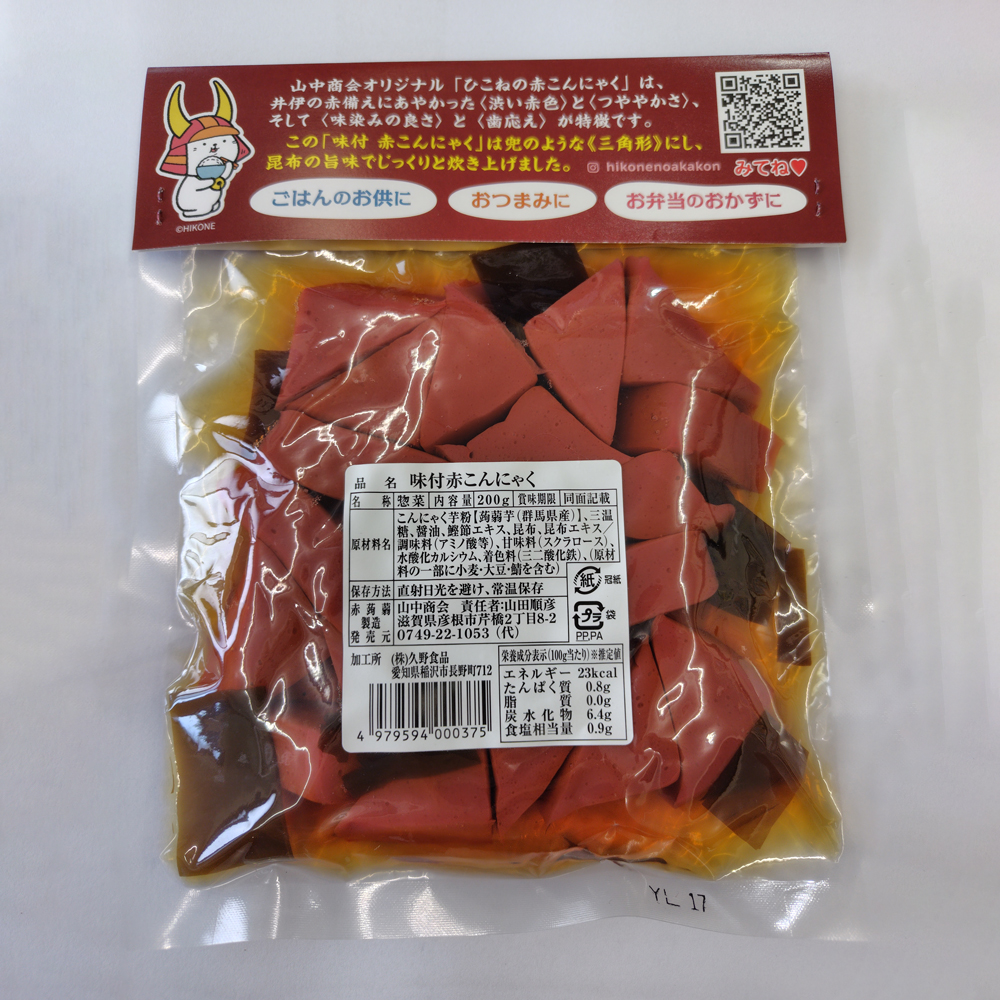 山中商会オリジナル「ひこねの赤こんにゃく」は、
井伊の赤備えにあやかった〈渋い赤色〉と〈つややかさ〉、
そして〈味染みの良さ〉と〈歯応え〉が特徴です。
この「味付 赤こんにゃく」は兜のような《三角形》にし、
昆布の旨味でじっくりと炊き上げました。
hikonenoakakon みてね♥
©HIKONE
ごはんのお供に おつまみに お弁当のおかずに
品 名 味付赤こんにゃく
名 称 惣菜 内容量 200g 賞味期限 同面記載
原材料名 こんにゃく芋粉【蒟蒻芋(群馬県産)】、三温
糖、醤油、鰹節エキス、昆布、昆布エキス/
調味料(アミノ酸等)、甘味料(スクラロース)、
水酸化カルシウム、着色料(三二酸化鉄)、(原材
料の一部に小麦・大豆・鯖を含む)
保存方法 直射日光を避け、常温保存
赤蒟蒻製造発売元 山中商会 責任者:山田順彦
滋賀県彦根市芹橋2丁目8-2
0749-22-1053(代)
紙 冠紙
プラ 袋
PP,PA
加工所 (株)久野食品
愛知県稲沢市長野町712
4 979594 000375
栄養成分表示(100g当たり)※推定値
エネルギー 23kcal
たんぱく質 0.8g
脂 質 0.0g
炭水化物 6.4g
食塩相当量 0.9g
YL 17